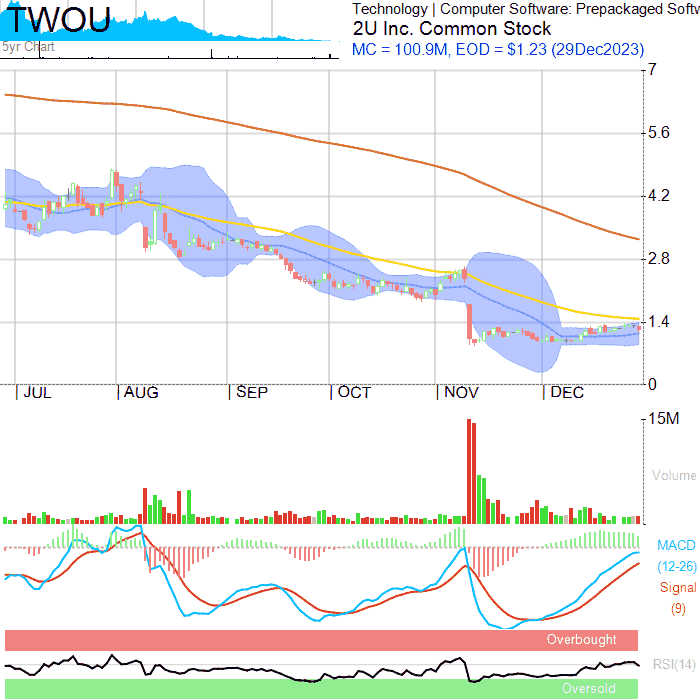 TWOU
5yr Chart
Technology | Computer Software: Prepackaged Softw
2U Inc. Common Stock
MC = 100.9M, EOD = $1.23 (29Dec2023)
7
5.6
4.2
2.8
1.4
0
JUL AUG SEP OCT NOV DEC
15M
Volume
MACD
(12-26)
Signal
(9)
Overbought
RSI(14)
Oversold